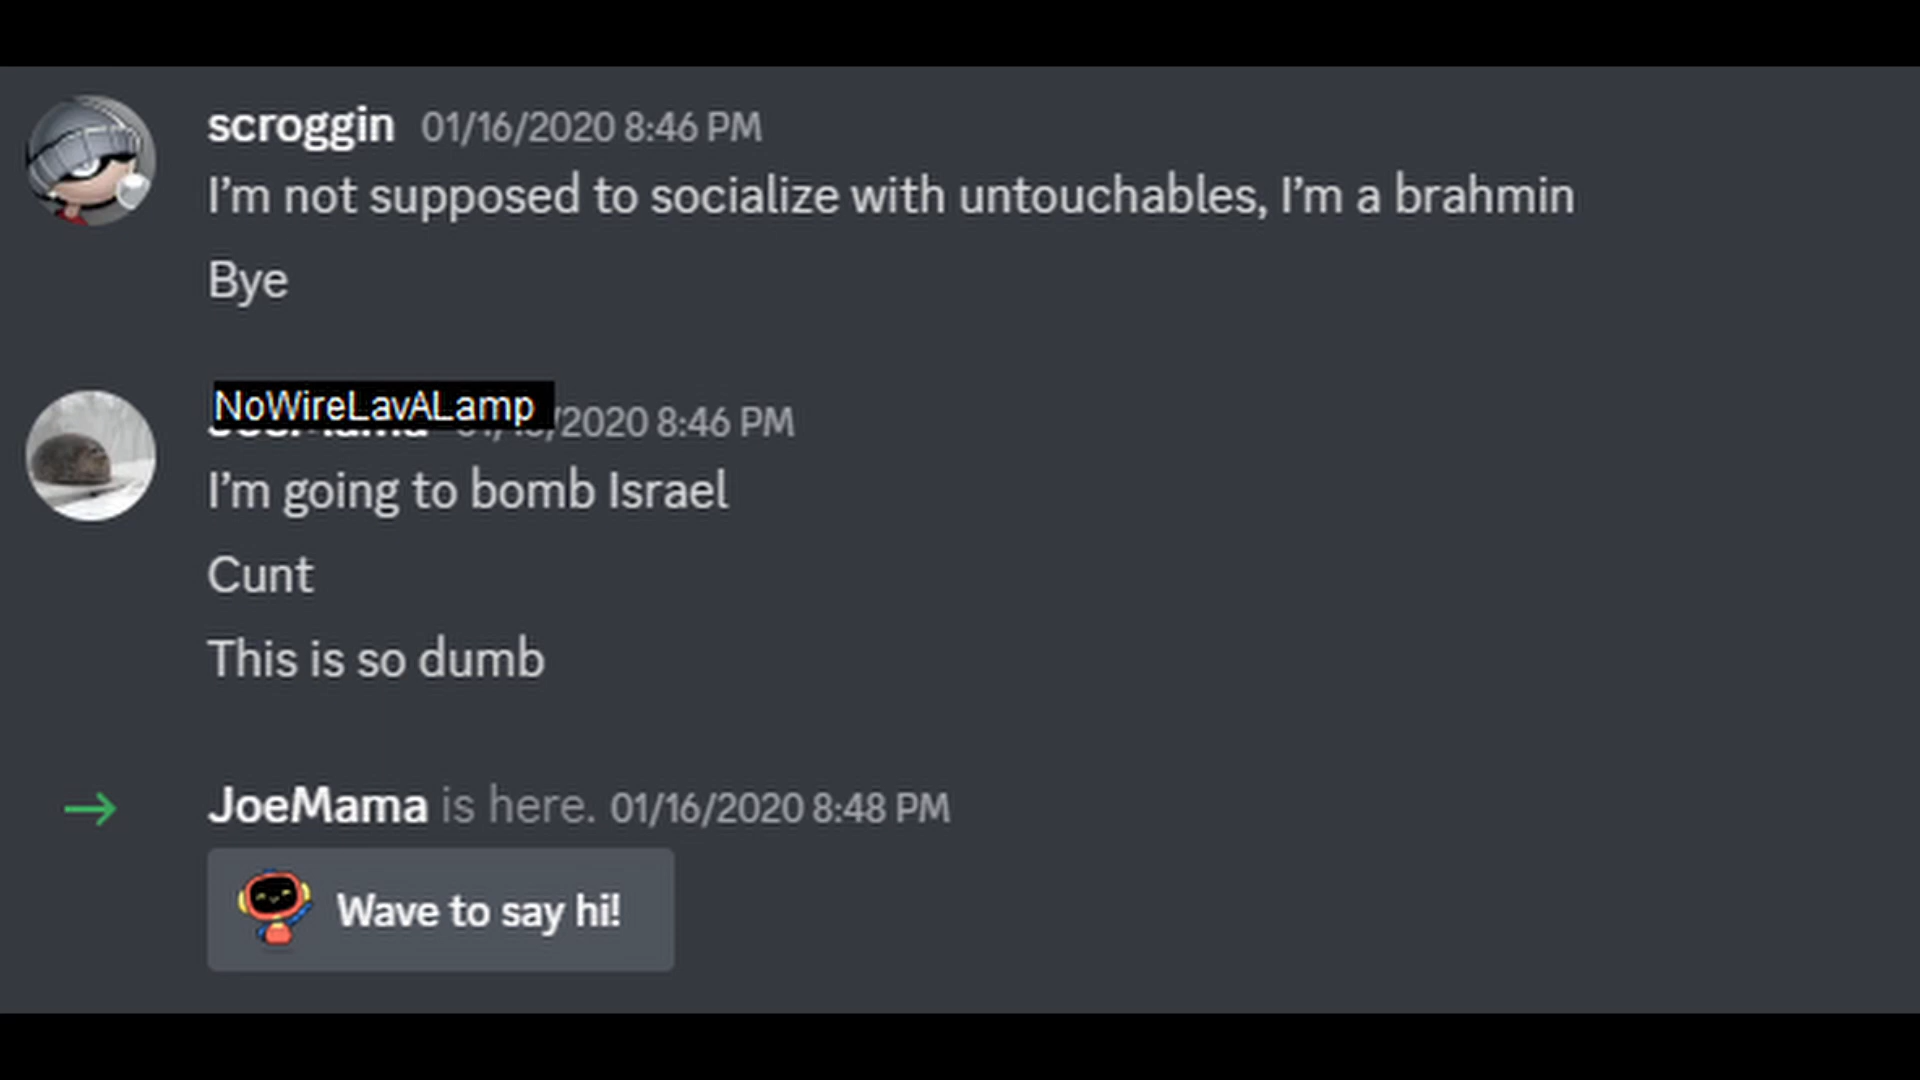 scroggin 01/16/2020 8:46 PM
I’m not supposed to socialize with untouchables, I’m a brahmin
Bye
NoWireLavALamp
/2020 8:46 PM
I’m going to bomb Israel
Cunt
This is so dumb
JoeMama is here. 01/16/2020 8:48 PM
Wave to say hi!